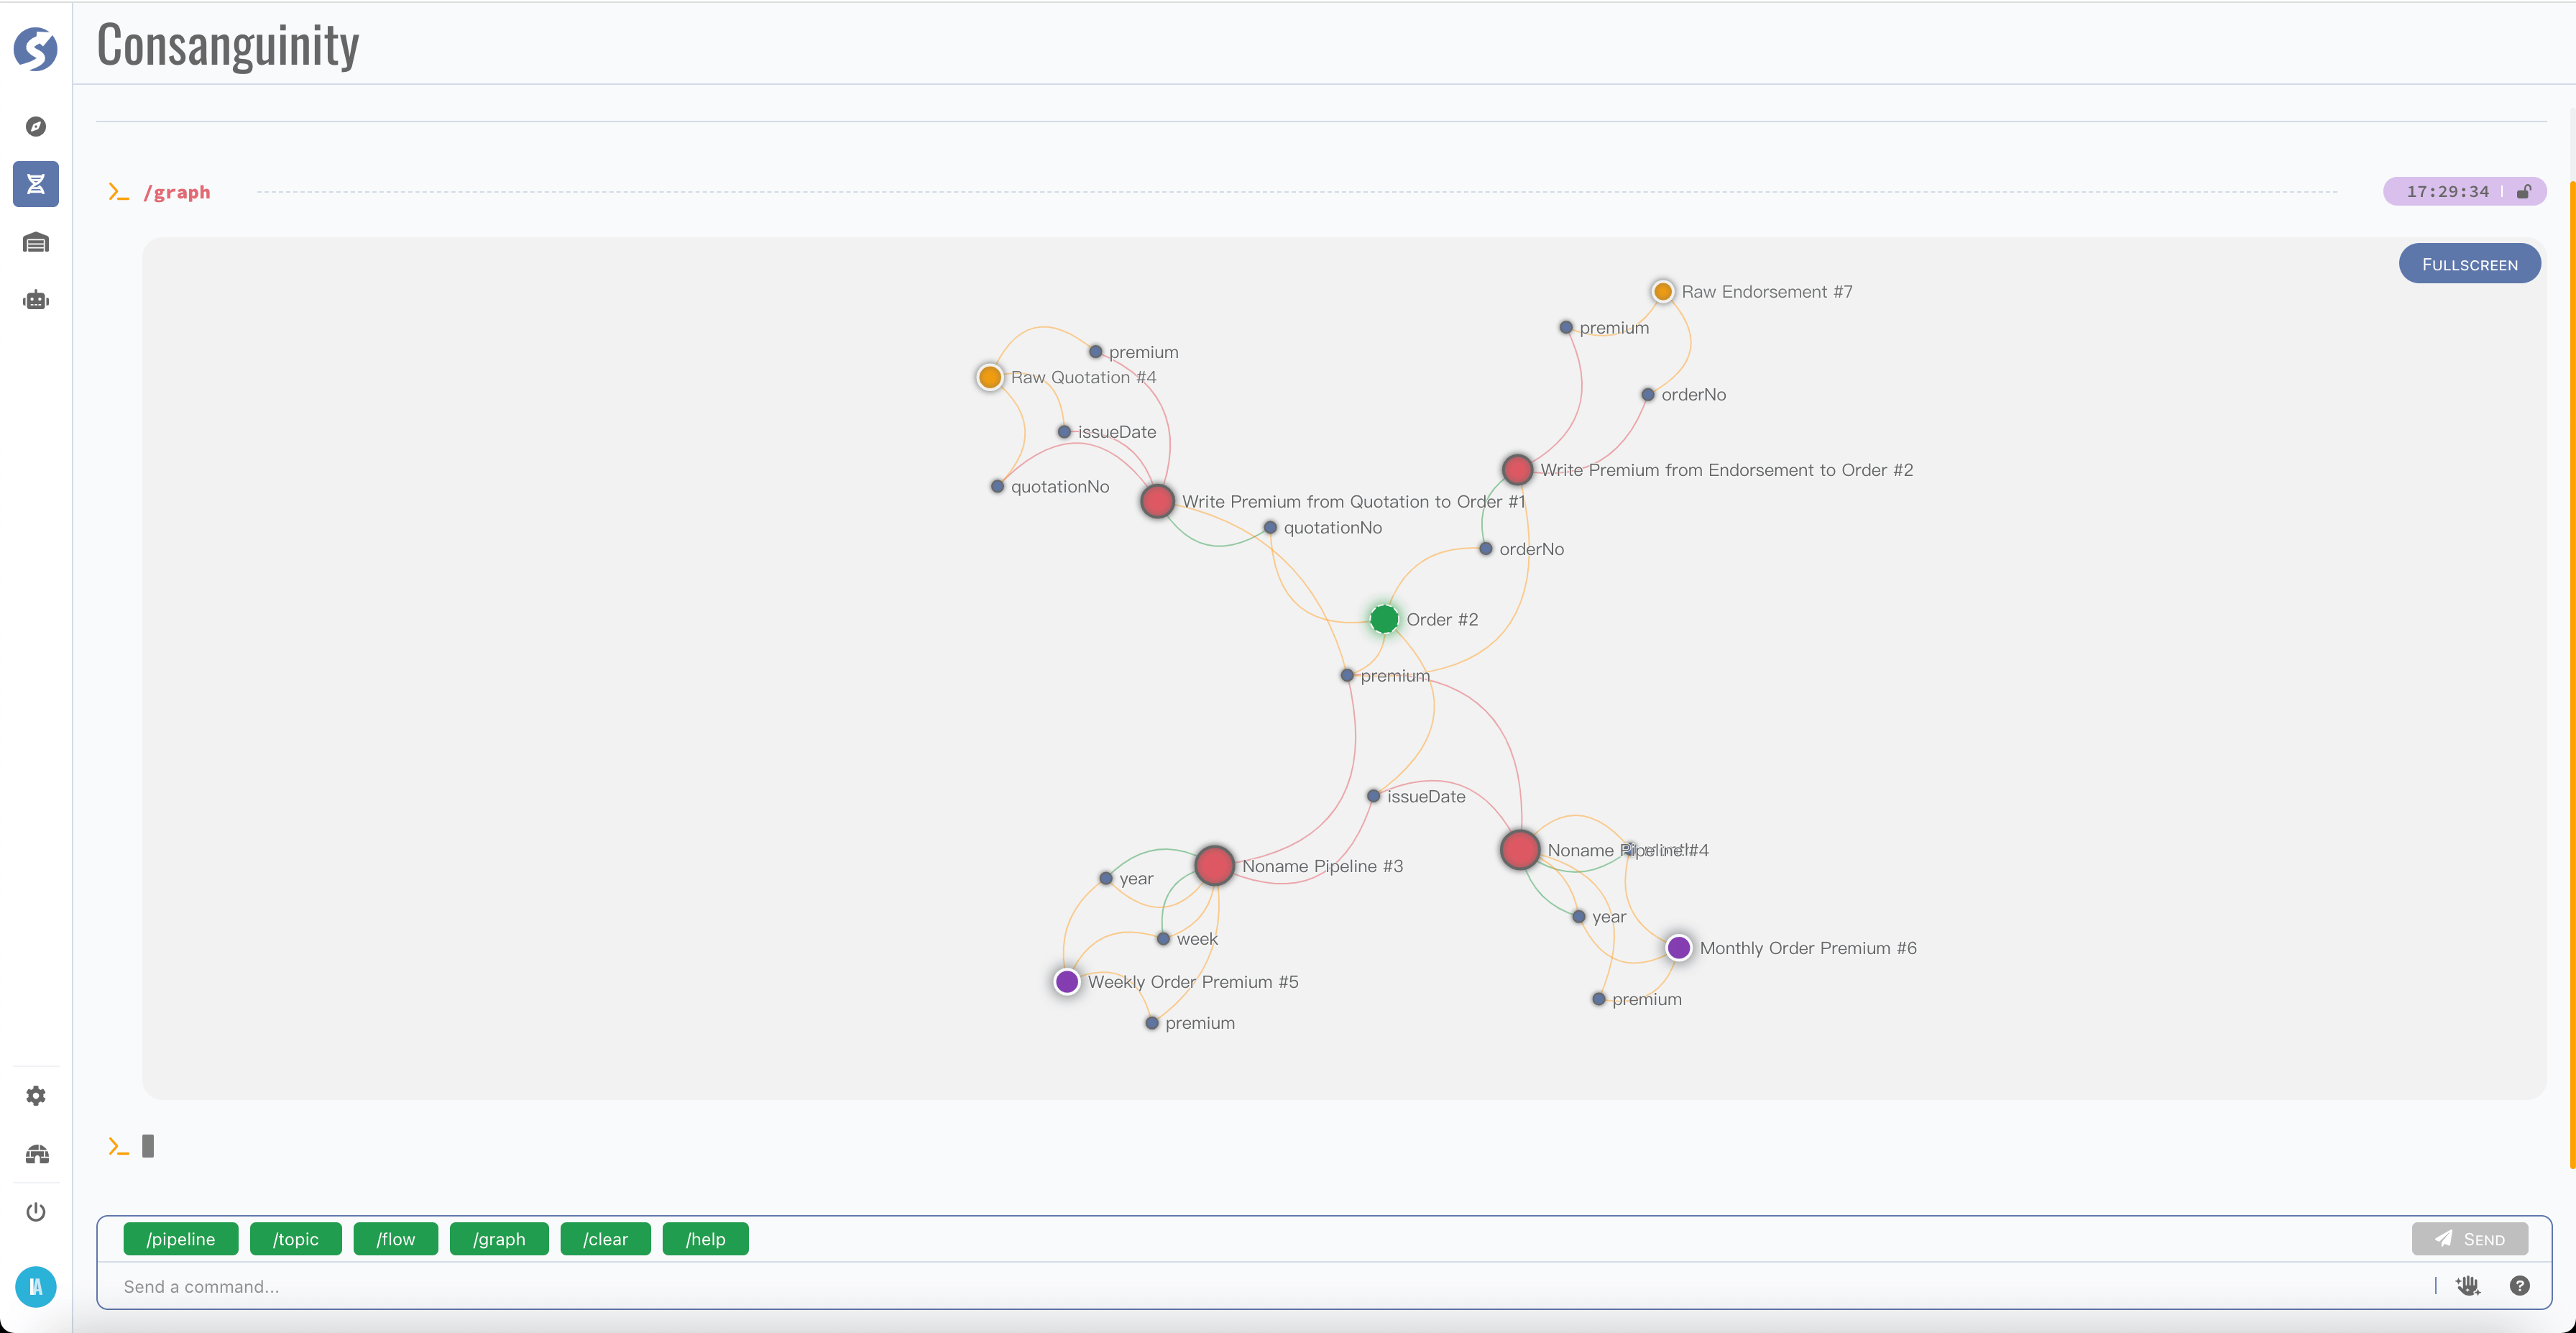 Consanguinity
/graph
17:29:34
FULLSCREEN
Raw Endorsement #7
premium
premium
Raw Quotation #4
orderNo
issueDate
Write Premium from Endorsement to Order #2
quotationNo
Write Premium from Quotation to Order #1
quotationNo
orderNo
Order #2
premium
issueDate
Noname Pipeline #4
Noname Pipeline #3
year
year
week
Monthly Order Premium #6
Weekly Order Premium #5
premium
premium
/pipeline
/topic
/flow
/graph
/clear
/help
SEND
Send a command...
IA